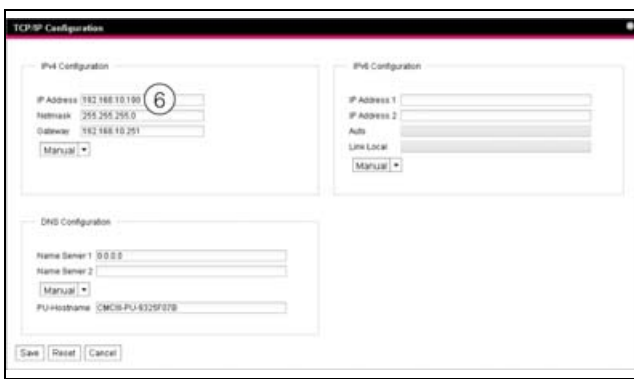 TCP/IP Configuration
IPv4 Configuration
IP Address 192.168.10.190 6
Netmask 255.255.255.0
Gateway 192.168.10.251
Manual
IPv6 Configuration
IP Address 1
IP Address 2
Auto
Link Local
Manual
DNS Configuration
Name Server 1 0.0.0.0
Name Server 2
Manual
PU-Hostname CMCIII-PU-9325F07B
Save Reset Cancel